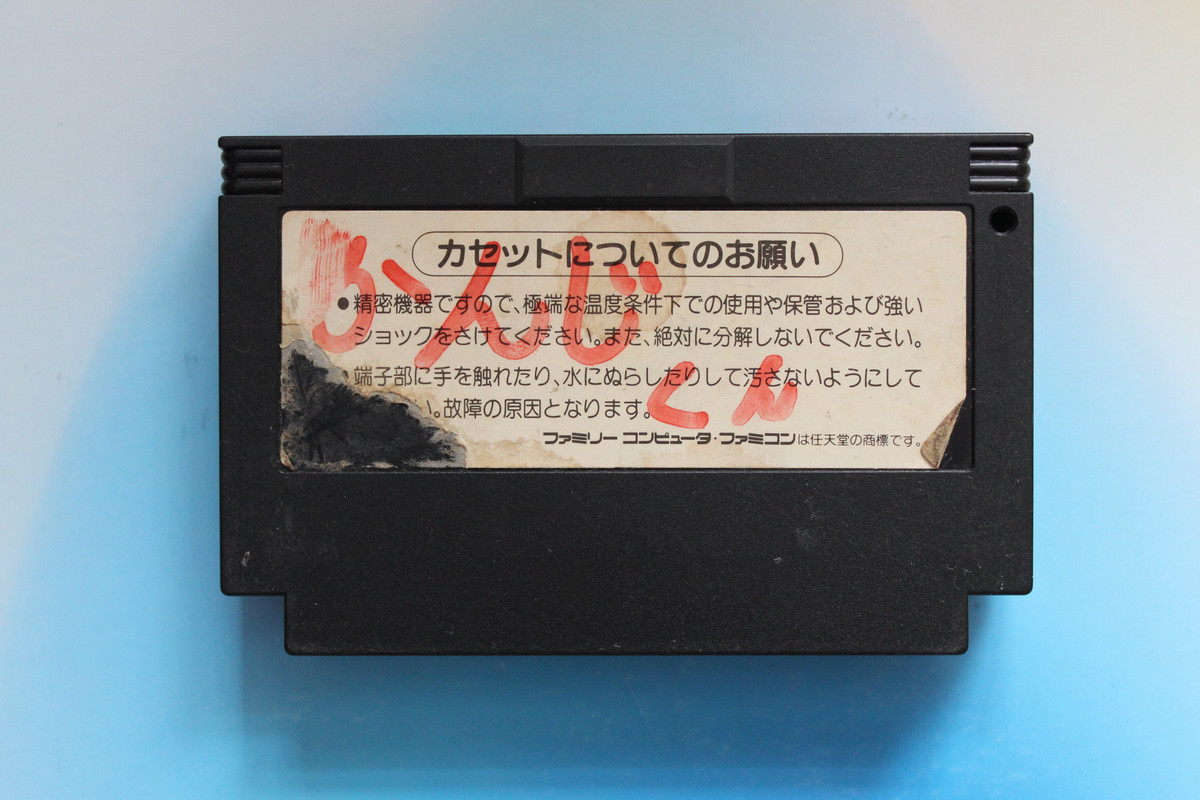 カセットについてのお願い
●精密機器ですので、極端な温度条件下での使用や保管および強い
ショックをさけてください。また、絶対に分解しないでください。
端子部に手を触れたり、水にぬらしたりして汚さないようにして
い。故障の原因となります。
ファミリー コンピュータ・ファミコンは任天堂の商標です。
かんじ
くん